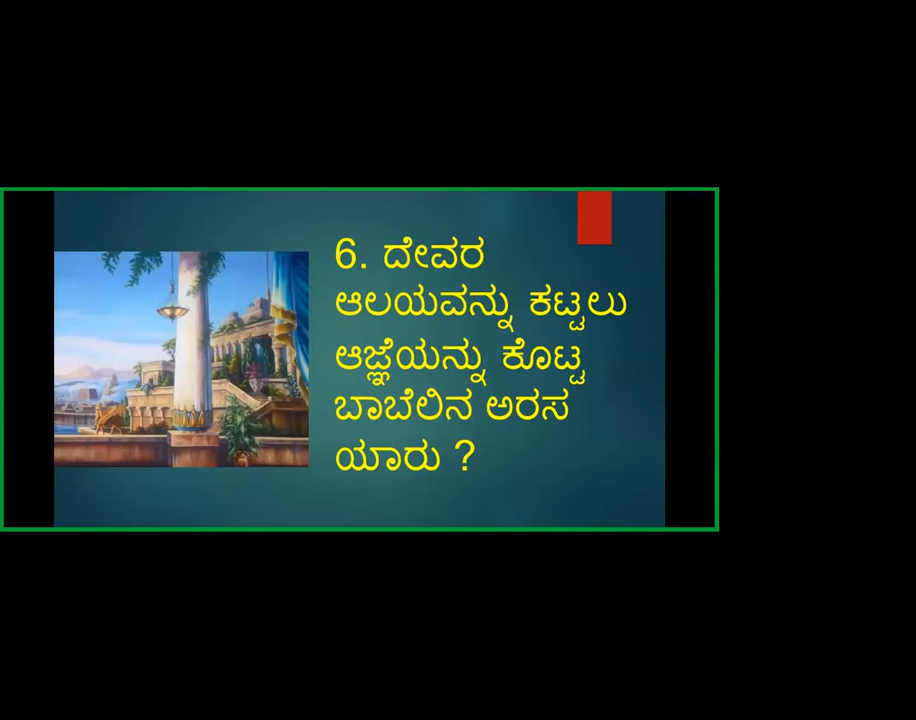 6. ದೇವರ
ಆಲಯವನ್ನು ಕಟ್ಟಲು
ಆಜ್ಞೆಯನ್ನು ಕೊಟ್ಟ
ಬಾಬೆಲಿನ ಅರಸ
ಯಾರು ?